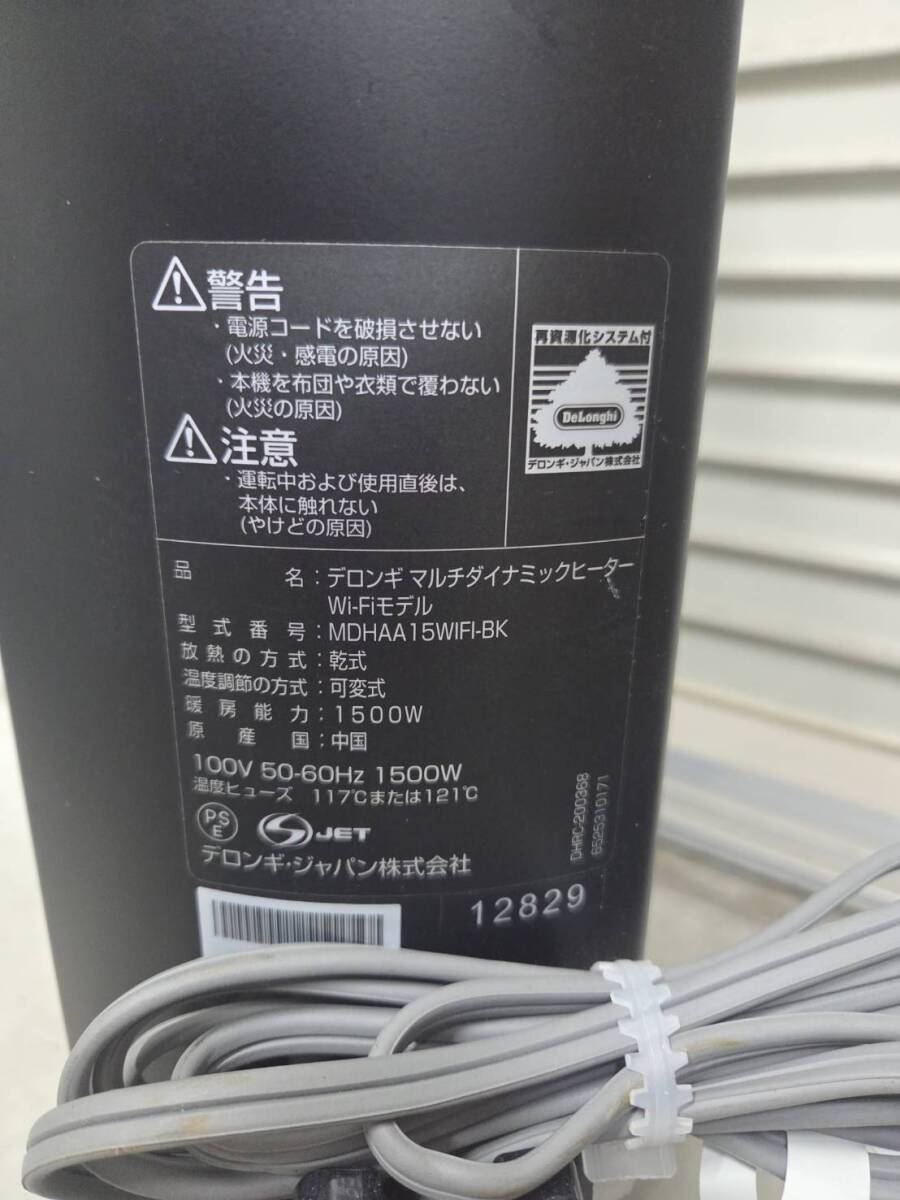 警告
・電源コードを破損させない
(火災・感電の原因)
・本機を布団や衣類で覆わない
(火災の原因)
注意
・運転中および使用直後は、
本体に触れない
(やけどの原因)
再資源化システム付
DeLonghi
デロンギ・ジャパン株式会社
品名：デロンギ マルチダイナミックヒーター
Wi-Fiモデル
型式番号：MDHAA15WIFI-BK
放熱の方式：乾式
温度調節の方式：可変式
暖房能力：1500W
原産国：中国
100V 50-60Hz 1500W
温度ヒューズ 117℃または121℃
PSE
JET
デロンギ・ジャパン株式会社
DHRC-200368
6525310171
12829